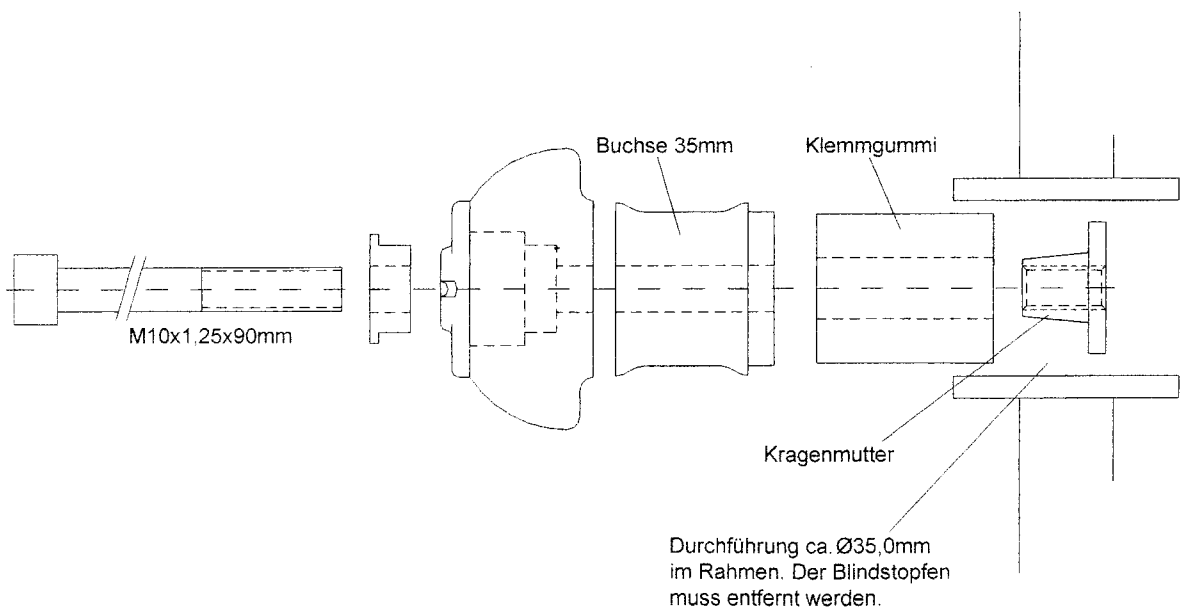 Buchse 35mm
Klemmgummi
M10x1,25x90mm
Kragenmutter
Durchführung ca. Ø35,0mm
im Rahmen. Der Blindstopfen
muss entfernt werden.